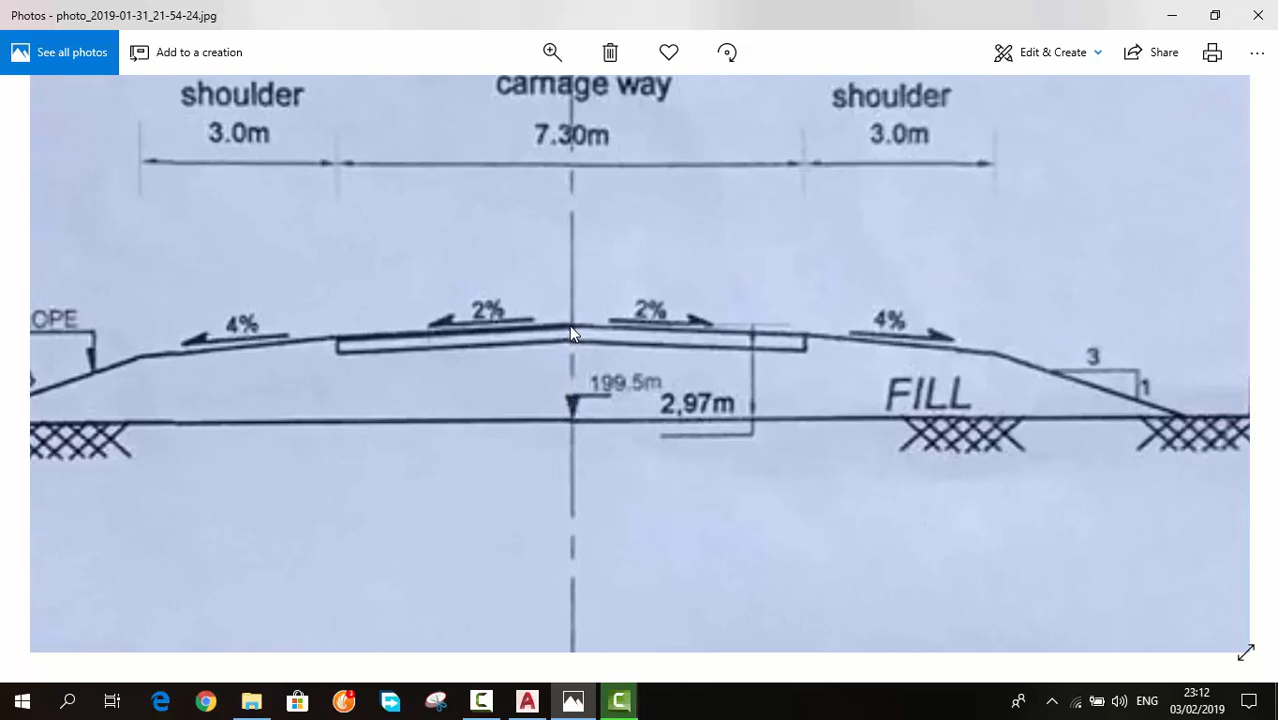 Photos - photo_2019-01-31_21-54-24.jpg
See all photos
Add to a creation
Edit & Create
Share
shoulder
carriage way
shoulder
3.0m
7.30m
3.0m
OPE
4%
2%
2%
4%
3
1
199.5m
2,97m
FILL
ENG
23:12
03/02/2019